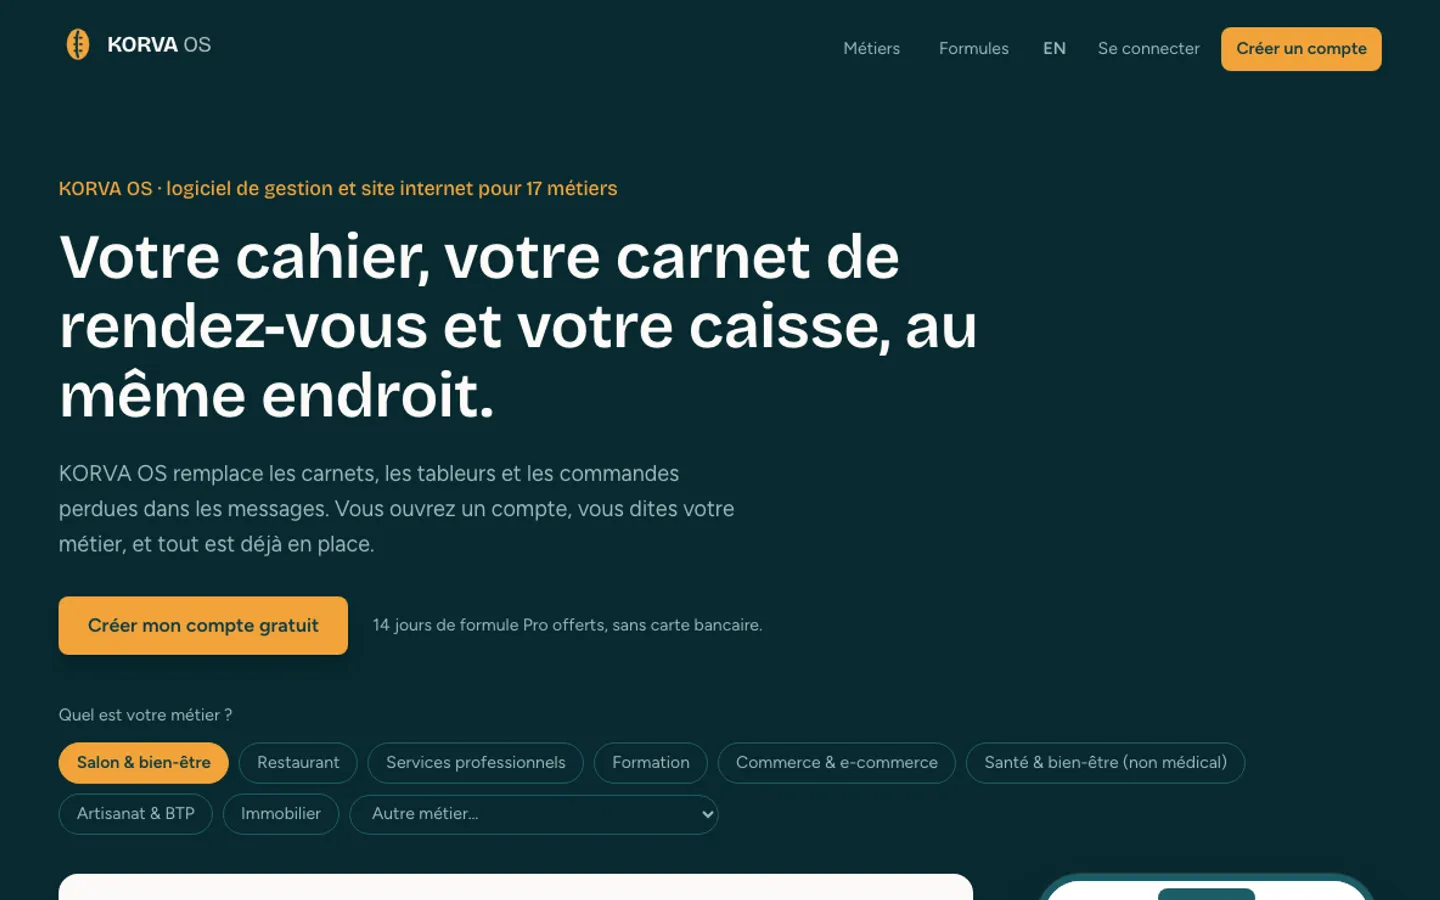 KORVA OS
Métiers
Formules
EN
Se connecter
Créer un compte
KORVA OS · logiciel de gestion et site internet pour 17 métiers
Votre cahier, votre carnet de
rendez-vous et votre caisse, au
même endroit.
KORVA OS remplace les carnets, les tableurs et les commandes
perdues dans les messages. Vous ouvrez un compte, vous dites votre
métier, et tout est déjà en place.
Créer mon compte gratuit
14 jours de formule Pro offerts, sans carte bancaire.
Quel est votre métier ?
Salon & bien-être
Restaurant
Services professionnels
Formation
Commerce & e-commerce
Santé & bien-être (non médical)
Artisanat & BTP
Immobilier
Autre métier...